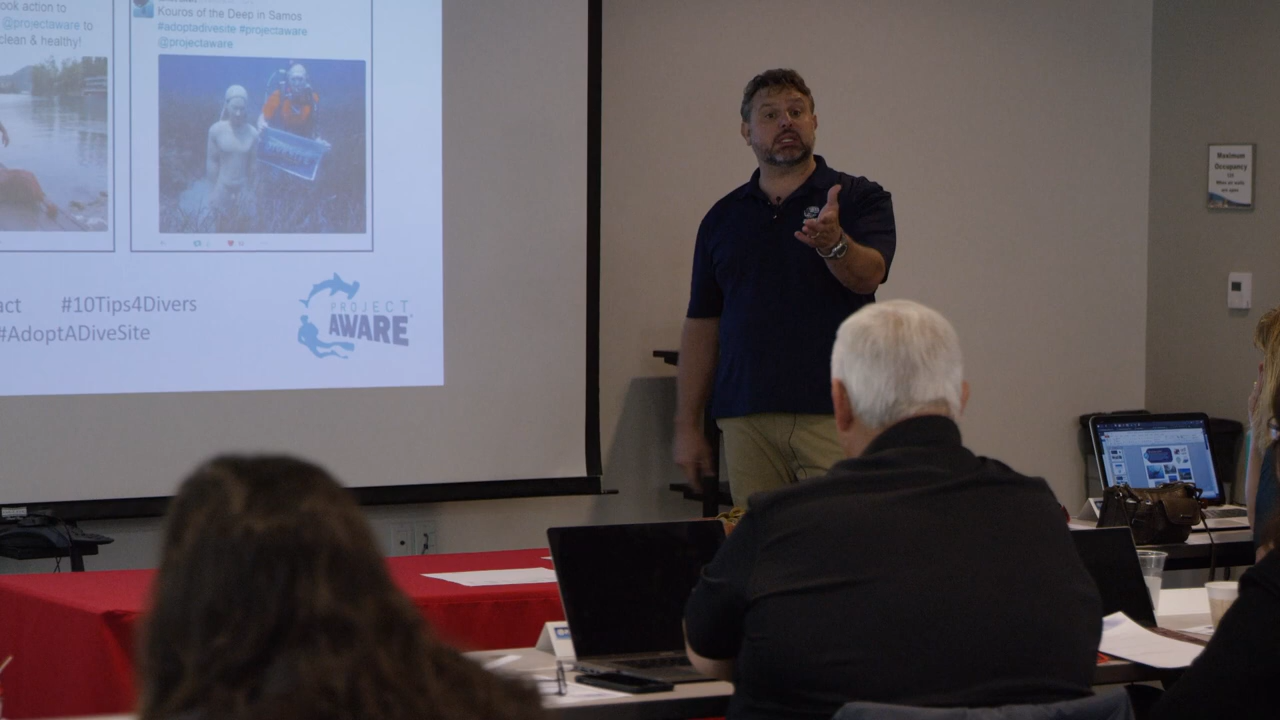 ook action to
@projectaware to
clean & healthy!
Kouros of the Deep in Samos
#adoptadivesite #projectaware
@projectaware
act #10Tips4Divers
#AdoptADiveSite
PROJECT
AWARE
Maximum
Occupancy